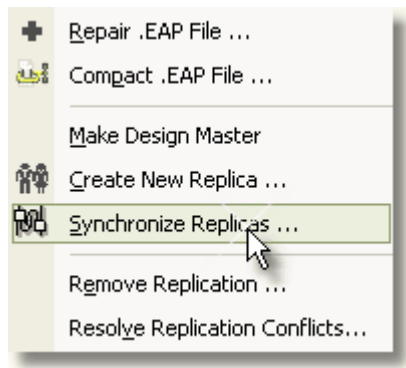 Repair .EAP File ...
Compact .EAP File ...
Make Design Master
Create New Replica ...
Synchronize Replicas ...
Remove Replication ...
Resolve Replication Conflicts...